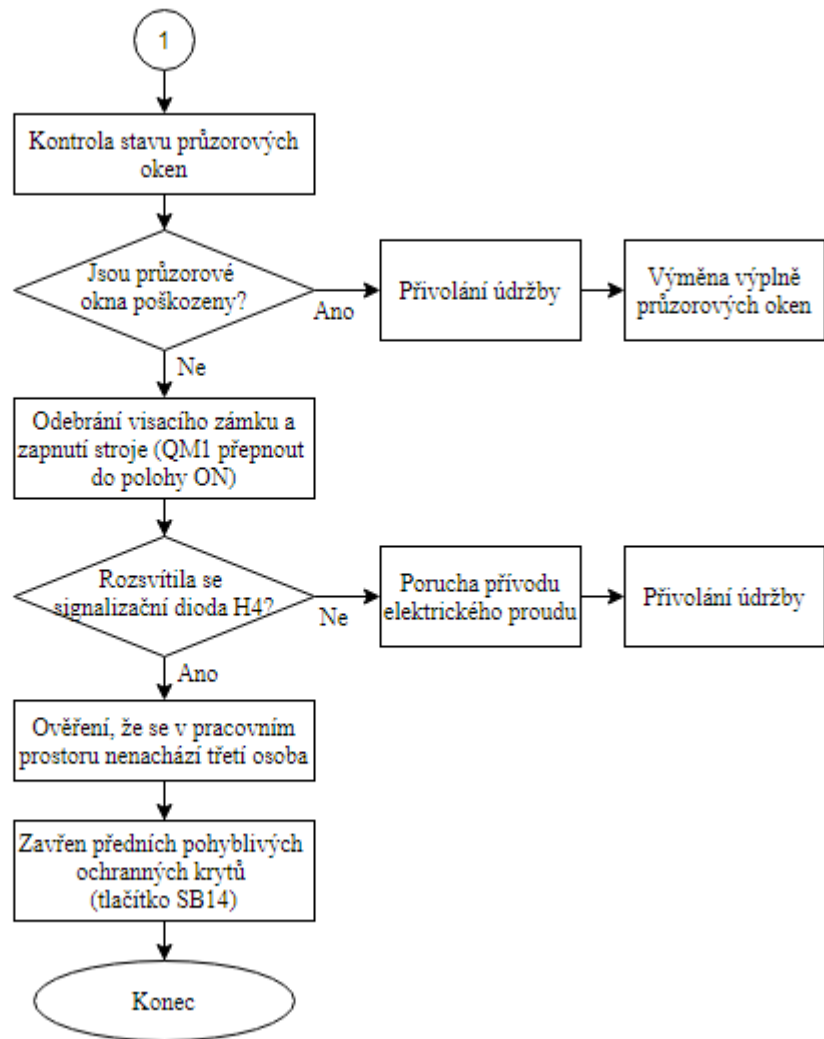 1
Kontrola stavu průzorových
oken
Jsou průzorové
okna poškozeny?
Ano
Přivolání údržby
Výměna výplně
průzorových oken
Ne
Odebrání visacího zámku a
zapnutí stroje (QM1 přepnout
do polohy ON)
Rozsvítila se
signalizační dioda H4?
Ne
Porucha přívodu
elektrického proudu
Přivolání údržby
Ano
Ověření, že se v pracovním
prostoru nenachází třetí osoba
Zavřen předních pohyblivých
ochranných krytů
(tlačítko SB14)
Konec